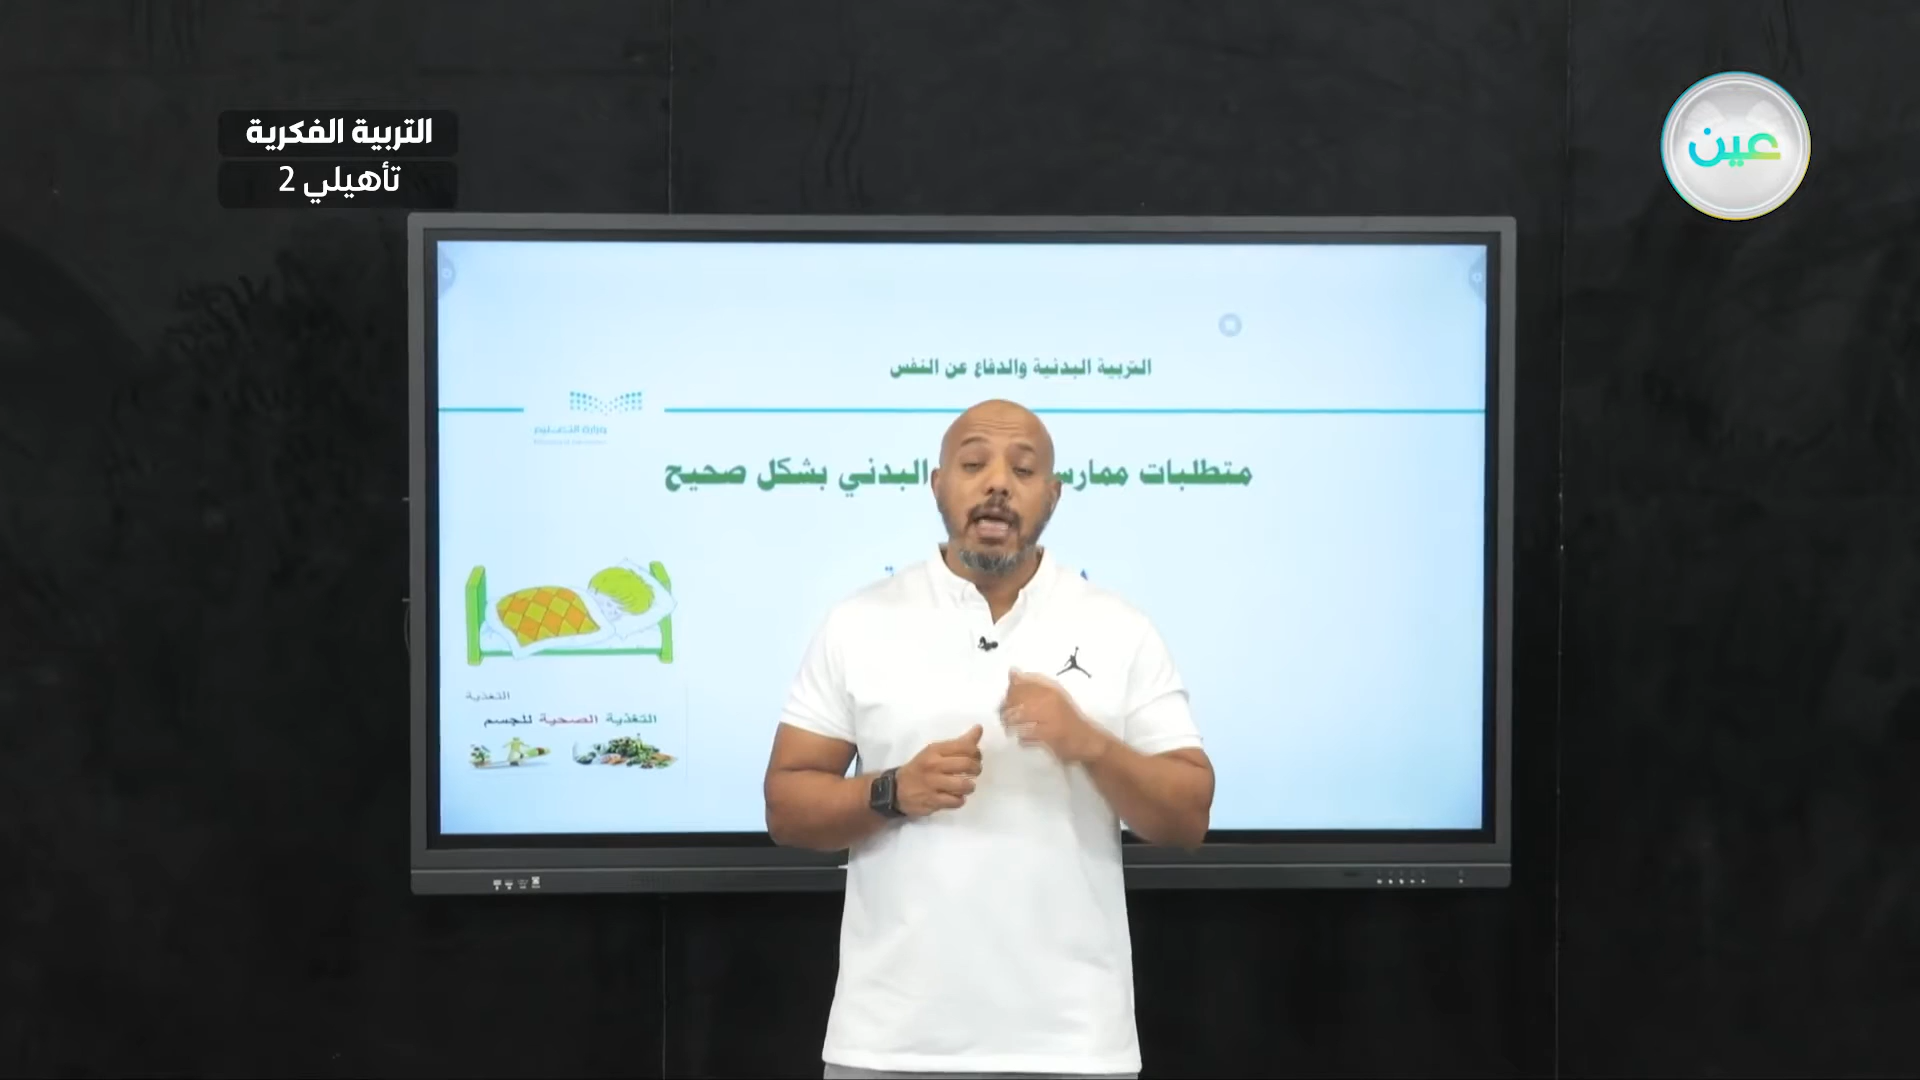 التربية الفكرية
تأهيلي 2
عين
التربية البدنية والدفاع عن النفس
وزارة التعليم
متطلبات ممارس البدني بشكل صحيح
التغذية
التغذية الصحية للجسم